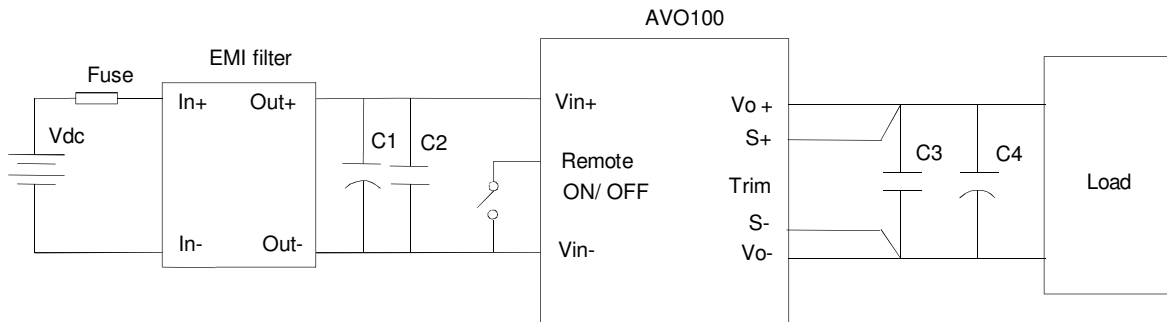 AVO100
EMI filter
Fuse
In+
Out+
Vin+
Vo +
S+
Vdc
C1
C2
Remote
ON/ OFF
C3
C4
Trim
Load
S-
In-
Out-
Vin-
Vo-